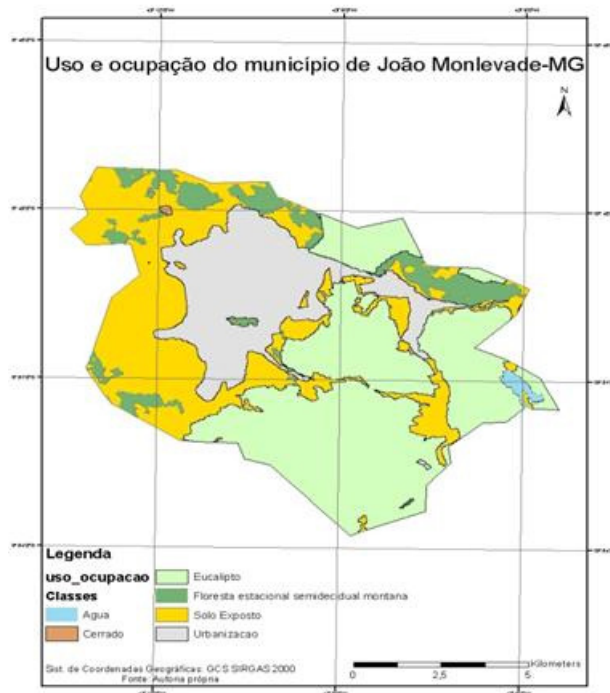 Uso e ocupação do município de João Monlevade-MG
N
Legenda
uso_ocupacao
Classes
Agua
Cerrado
Eucalipto
Floresta estacional semidecidual montana
Solo Exposto
Urbanizacao
Sist. de Coordenadas Geográficas: GCS SIRGAS 2000
Fonte: Autoria própria
Kilometers
0 2,5 5